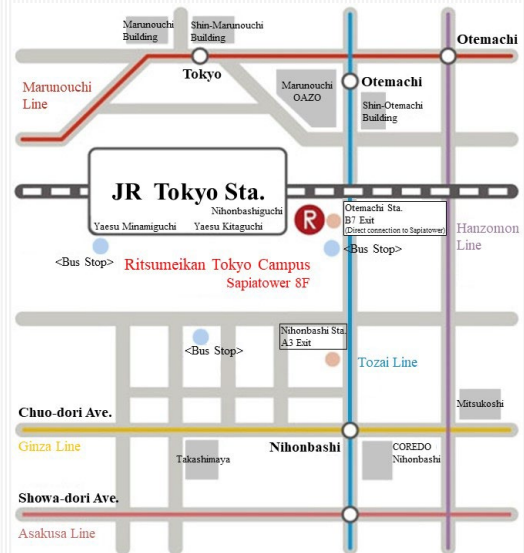 Marunouchi
Building
Shin-Marunouchi
Building
Otemachi
Tokyo
Marunouchi
Line
Marunouchi
OAZO
Otemachi
Shin-Otemachi
Building
JR Tokyo Sta.
Nihonbashiguchi
Yaesu Minamiguchi
Yaesu Kitaguchi
R
Otemachi Sta.
B7 Exit
(Direct connection to Sapiatower)
Hanzomon
Line
<Bus Stop>
Ritsumeikan Tokyo Campus
Sapiatower 8F
<Bus Stop>
<Bus Stop>
Nihonbashi Sta.
A3 Exit
Tozai Line
Mitsukoshi
Chuo-dori Ave.
Ginza Line
Nihonbashi
Takashimaya
COREDO
Nihonbashi
Showa-dori Ave.
Asakusa Line